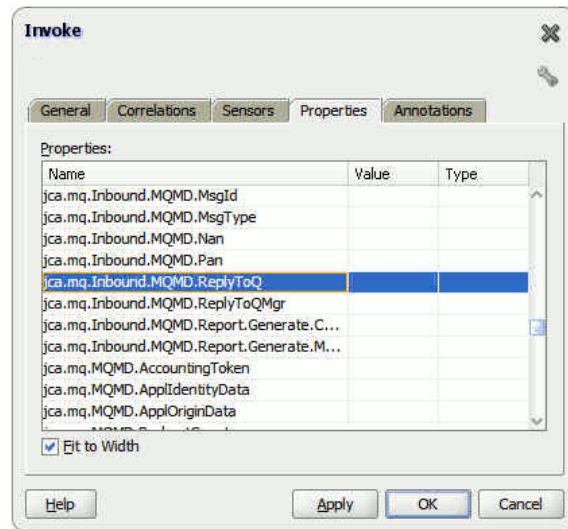 Invoke
General Correlations Sensors Properties Annotations
Properties:
Name Value Type
jca.mq.Inbound.MQMD.MsgId
jca.mq.Inbound.MQMD.MsgType
jca.mq.Inbound.MQMD.Nan
jca.mq.Inbound.MQMD.Pan
jca.mq.Inbound.MQMD.ReplyToQ
jca.mq.Inbound.MQMD.ReplyToQMgr
jca.mq.Inbound.MQMD.Report.Generate.C...
jca.mq.Inbound.MQMD.Report.Generate.M...
jca.mq.MQMD.AccountingToken
jca.mq.MQMD.ApplIdentityData
jca.mq.MQMD.ApplOriginData
Fit to Width
Help Apply OK Cancel